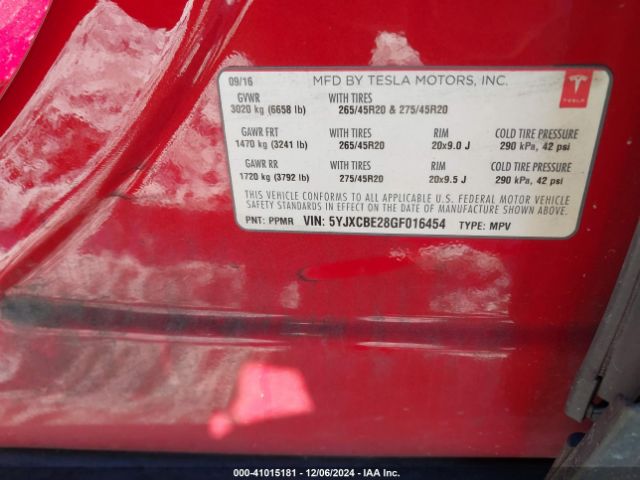 09/16 MFD BY TESLA MOTORS, INC.
GVWR WITH TIRES
3020 kg (6658 lb) 265/45R20 & 275/45R20
GAWR FRT WITH TIRES RIM COLD TIRE PRESSURE
1470 kg (3241 lb) 265/45R20 20x9.0 J 290 kPa, 42 psi
GAWR RR WITH TIRES RIM COLD TIRE PRESSURE
1720 kg (3792 lb) 275/45R20 20x9.5 J 290 kPa, 42 psi
THIS VEHICLE CONFORMS TO ALL APPLICABLE U.S. FEDERAL MOTOR VEHICLE
SAFETY STANDARDS IN EFFECT ON THE DATE OF MANUFACTURE SHOWN ABOVE.
PNT: PPMR VIN: 5YJXCBE28GF016454 TYPE: MPV
TESLA
000-41015181 - 12/06/2024 - IAA Inc.